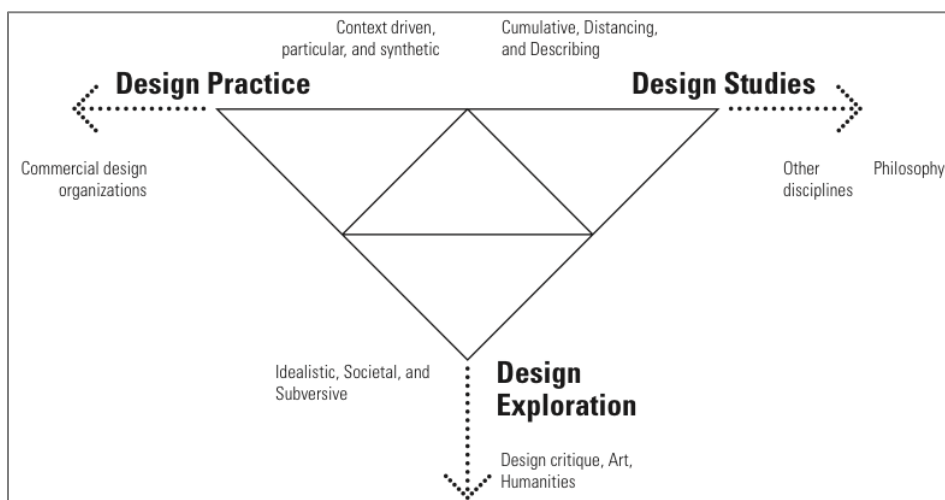 Context driven,
particular, and synthetic
Cumulative, Distancing,
and Describing
Design Practice
Design Studies
Commercial design
organizations
Other
disciplines
Philosophy
Idealistic, Societal, and
Subversive
Design
Exploration
Design critique, Art,
Humanities